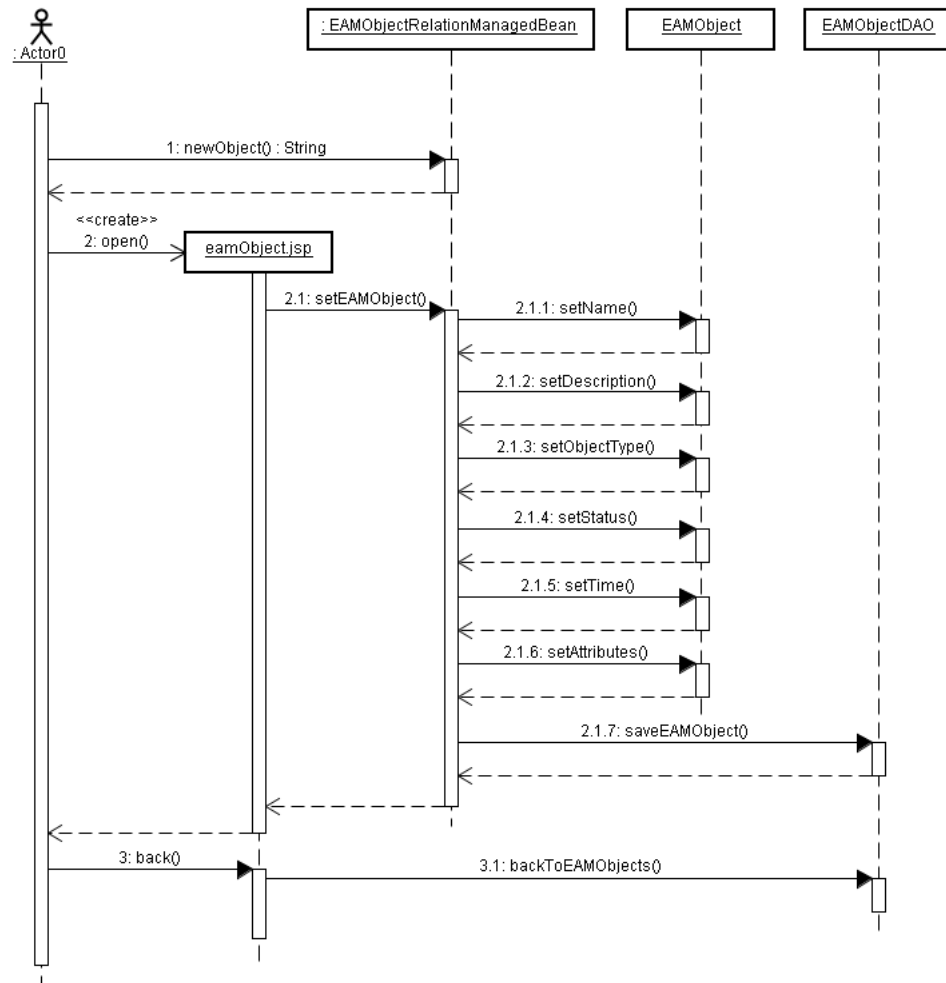 : Actor0
: EAMObjectRelationManagedBean
EAMObject
EAMObjectDAO
1: newObject() : String
<<create>>
2: open()
eamObject.jsp
2.1: setEAMObject()
2.1.1: setName()
2.1.2: setDescription()
2.1.3: setObjectType()
2.1.4: setStatus()
2.1.5: setTime()
2.1.6: setAttributes()
2.1.7: saveEAMObject()
3: back()
3.1: backToEAMObjects()